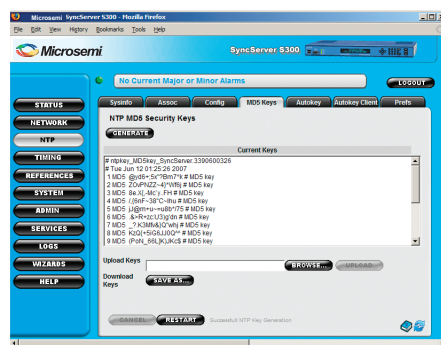 Microsemi SyncServer S300 - Mozilla Firefox
File Edit View History Bookmarks Tools Help
Microsemi
SyncServer S300
No Current Major or Minor Alarms
LOGOUT
STATUS
NETWORK
NTP
TIMING
REFERENCES
SYSTEM
ADMIN
SERVICES
LOGS
WIZARDS
HELP
Sysinfo Assoc Config MD5 Keys Autokey Autokey Client Prefs
NTP MD5 Security Keys
GENERATE
Current Keys
# ntpkey_MD5key_SyncServer.3390600326
# Tue Jun 12 01:25:26 2007
1 MD5 # MD5 key
2 MD5 # MD5 key
3 MD5 # MD5 key
4 MD5 # MD5 key
5 MD5 # MD5 key
6 MD5 # MD5 key
7 MD5 # MD5 key
8 MD5 # MD5 key
9 MD5 # MD5 key
Upload Keys
BROWSE... UPLOAD
Download Keys
SAVE AS...
CANCEL RESTART Successful! NTP Key Generation